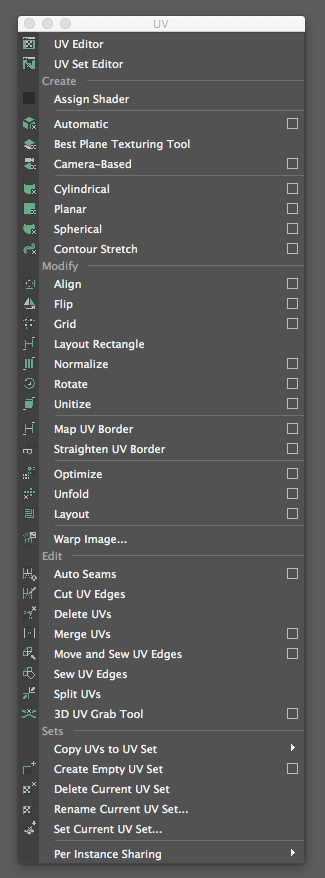 UV
UV Editor
UV Set Editor
Create
Assign Shader
Automatic
Best Plane Texturing Tool
Camera-Based
Cylindrical
Planar
Spherical
Contour Stretch
Modify
Align
Flip
Grid
Layout Rectangle
Normalize
Rotate
Unitize
Map UV Border
Straighten UV Border
Optimize
Unfold
Layout
Warp Image...
Edit
Auto Seams
Cut UV Edges
Delete UVs
Merge UVs
Move and Sew UV Edges
Sew UV Edges
Split UVs
3D UV Grab Tool
Sets
Copy UVs to UV Set
Create Empty UV Set
Delete Current UV Set
Rename Current UV Set...
Set Current UV Set...
Per Instance Sharing